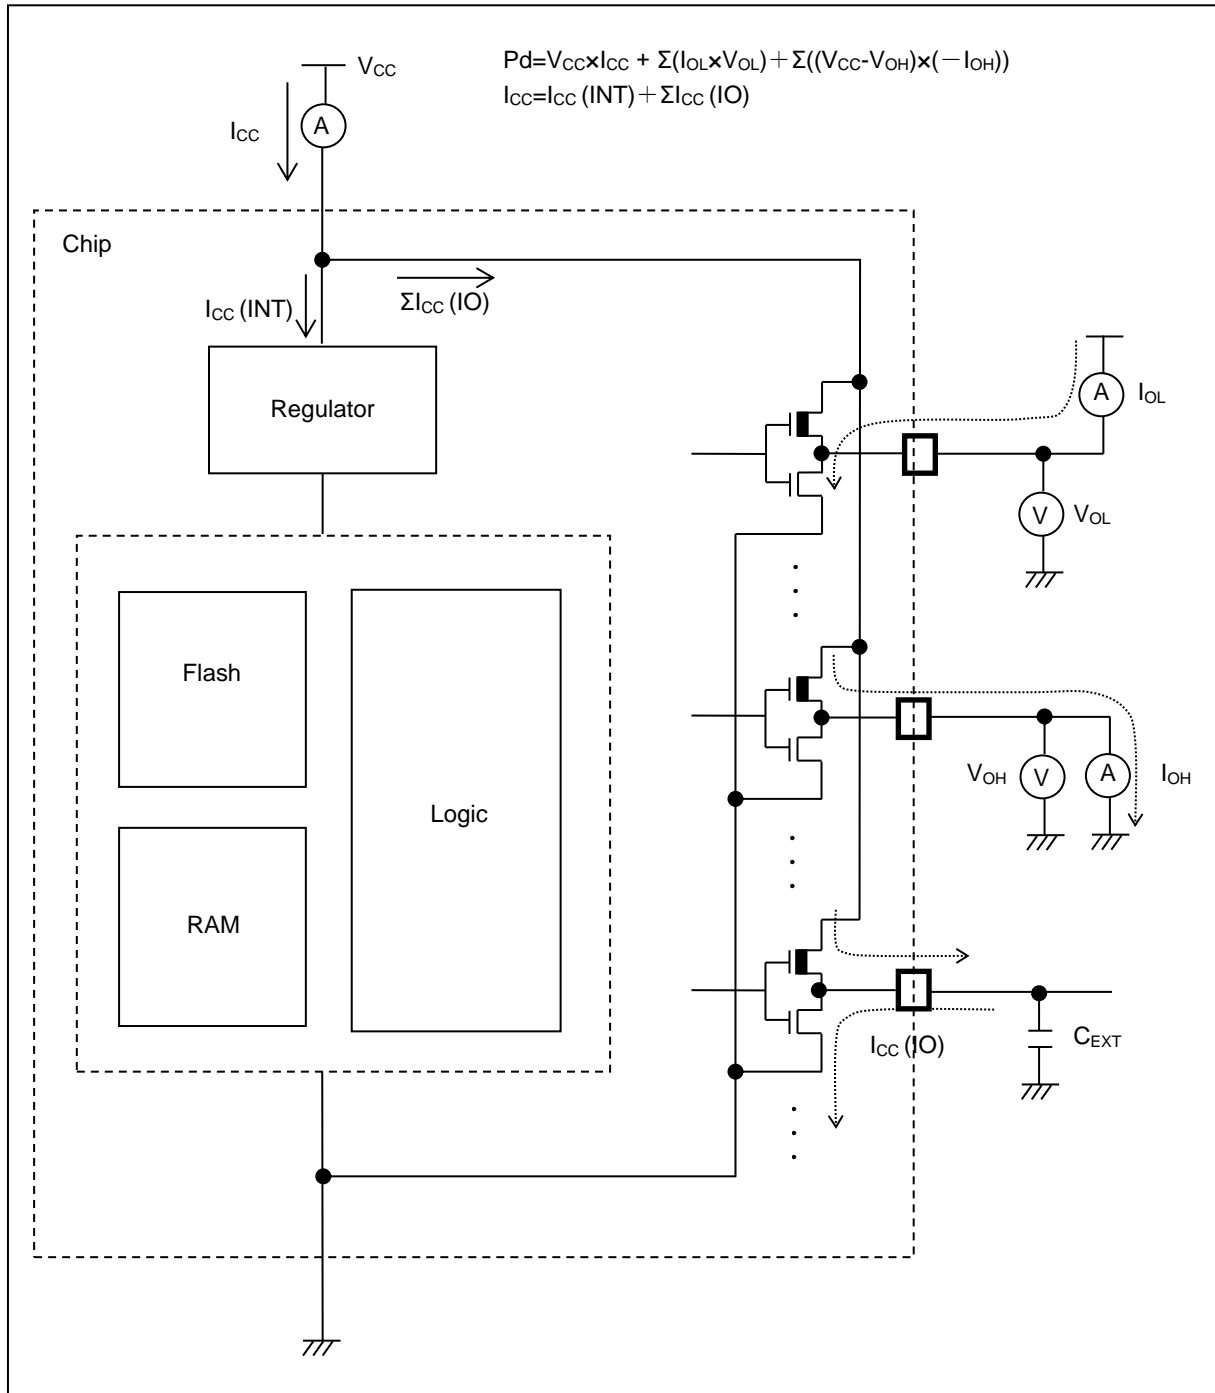 Pd=VCC×ICC + Σ(IOL×VOL)+Σ((VCC-VOH)×(-IOH))
ICC=ICC (INT)+ΣICC (IO)
VCC
ICC
A
Chip
ICC (INT)
ΣICC (IO)
Regulator
A
IOL
V
VOL
Flash
Logic
RAM
VOH
V
A
IOH
ICC (IO)
CEXT